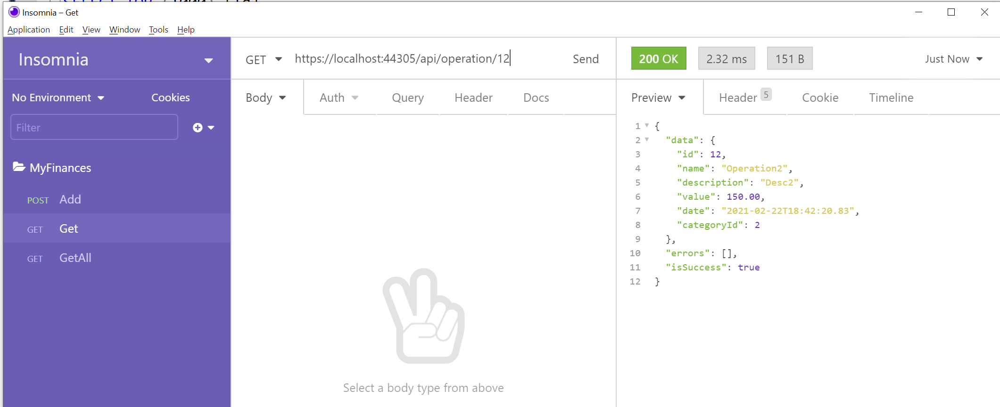 Insomnia – Get
Application Edit View Window Tools Help
Insomnia
GET https://localhost:44305/api/operation/12 Send
200 OK 2.32 ms 151 B Just Now
No Environment Cookies
Body Auth Query Header Docs
Preview Header 5 Cookie Timeline
Filter
MyFinances
POST Add
GET Get
GET GetAll
Select a body type from above
1 {
2 "data": {
3 "id": 12,
4 "name": "Operation2",
5 "description": "Desc2",
6 "value": 150.00,
7 "date": "2021-02-22T18:42:20.83",
8 "categoryId": 2
9 },
10 "errors": [],
11 "isSuccess": true
12 }